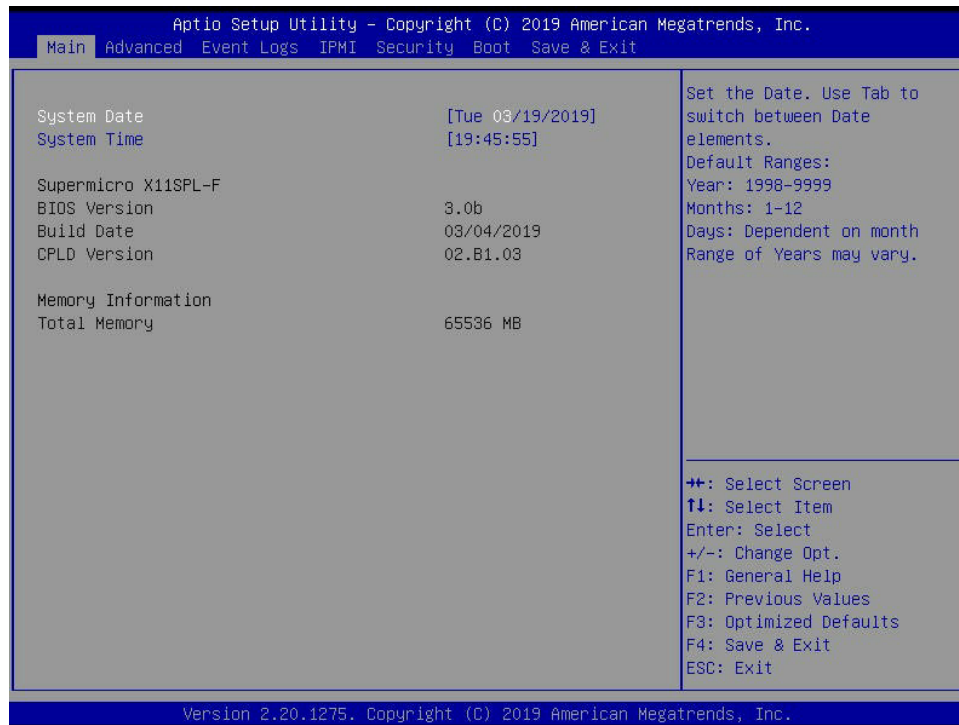 Aptio Setup Utility – Copyright (C) 2019 American Megatrends, Inc.
Main Advanced Event Logs IPMI Security Boot Save & Exit
System Date [Tue 03/19/2019]
System Time [19:45:55]
Supermicro X11SPL-F
BIOS Version 3.0b
Build Date 03/04/2019
CPLD Version 02.B1.03
Memory Information
Total Memory 65536 MB
Set the Date. Use Tab to
switch between Date
elements.
Default Ranges:
Year: 1998-9999
Months: 1-12
Days: Dependent on month
Range of Years may vary.
→←: Select Screen
↑↓: Select Item
Enter: Select
+/-: Change Opt.
F1: General Help
F2: Previous Values
F3: Optimized Defaults
F4: Save & Exit
ESC: Exit
Version 2.20.1275. Copyright (C) 2019 American Megatrends, Inc.